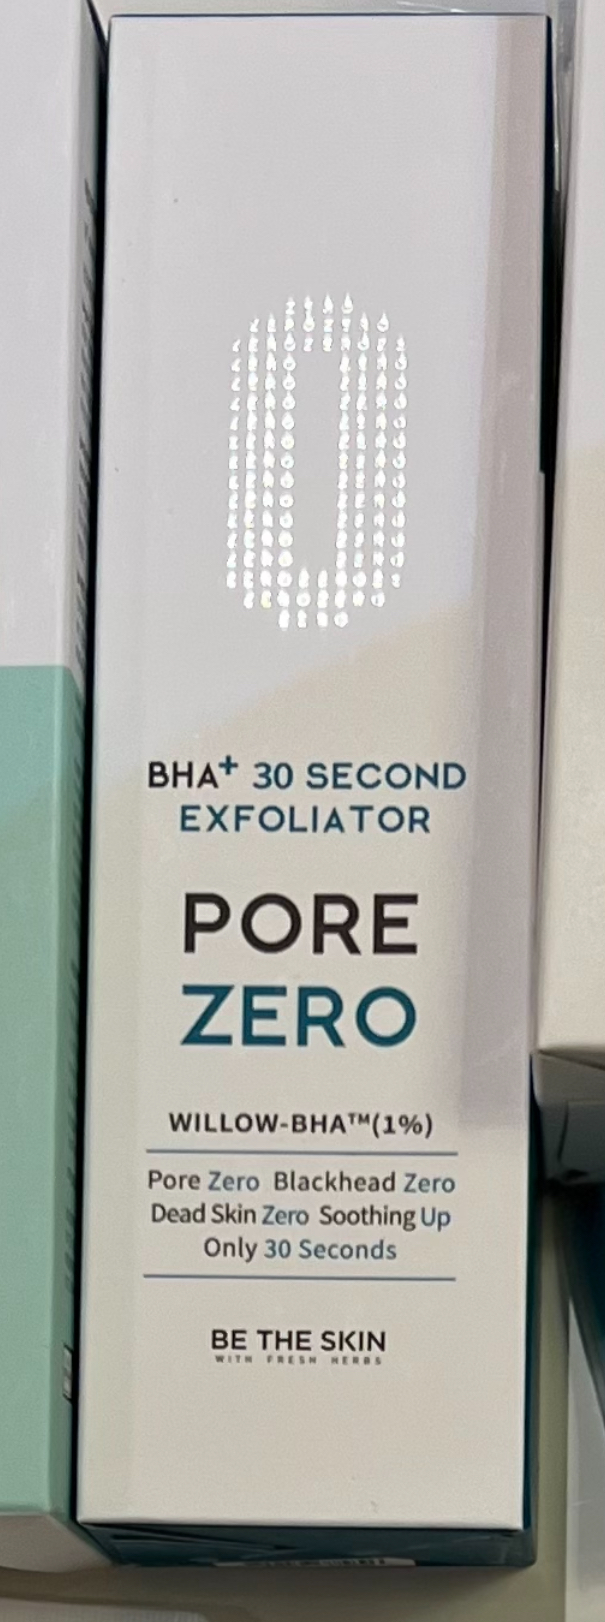 0
BHA+ 30 SECOND
EXFOLIATOR
PORE
ZERO
WILLOW-BHA™(1%)
Pore Zero Blackhead Zero
Dead Skin Zero Soothing Up
Only 30 Seconds
BE THE SKIN
WITH FRESH HERBS